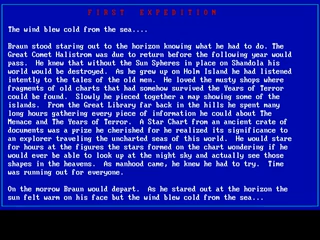 FIRST EXPEDITION
The wind blew cold from the sea....
Braun stood staring out to the horizon knowing what he had to do. The
Great Comet Halistrom was due to return before the following year would
pass. He knew that without the Sun Spheres in place on Shandola his
world would be destroyed. As he grew up on Holm Island he had listened
intently to the tales of the old men. He loved the musty shops where
fragments of old charts that had somehow survived the Years of Terror
could be found. Slowly he pieced together a map showing some of the
islands. From the Great Library far back in the hills he spent many
long hours gathering every piece of information he could about The
Menace and The Years of Terror. A Star Chart from an ancient crate of
documents was a prize he cherished for he realized its significance to
an explorer traveling the uncharted seas of this world. He would stare
for hours at the figures the stars formed on the chart wondering if he
would ever be able to look up at the night sky and actually see those
shapes in the heavens. As manhood came, he knew he had to try. Time
was running out for everyone.
On the morrow Braun would depart. As he stared out at the horizon the
sun felt warm on his face but the wind blew cold from the sea...